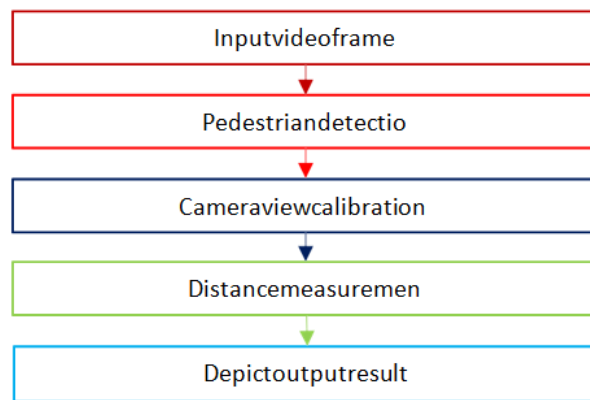 Inputvideoframe
Pedestriandetectio
Cameraviewcalibration
Distancemeasuremen
Depictoutputresult